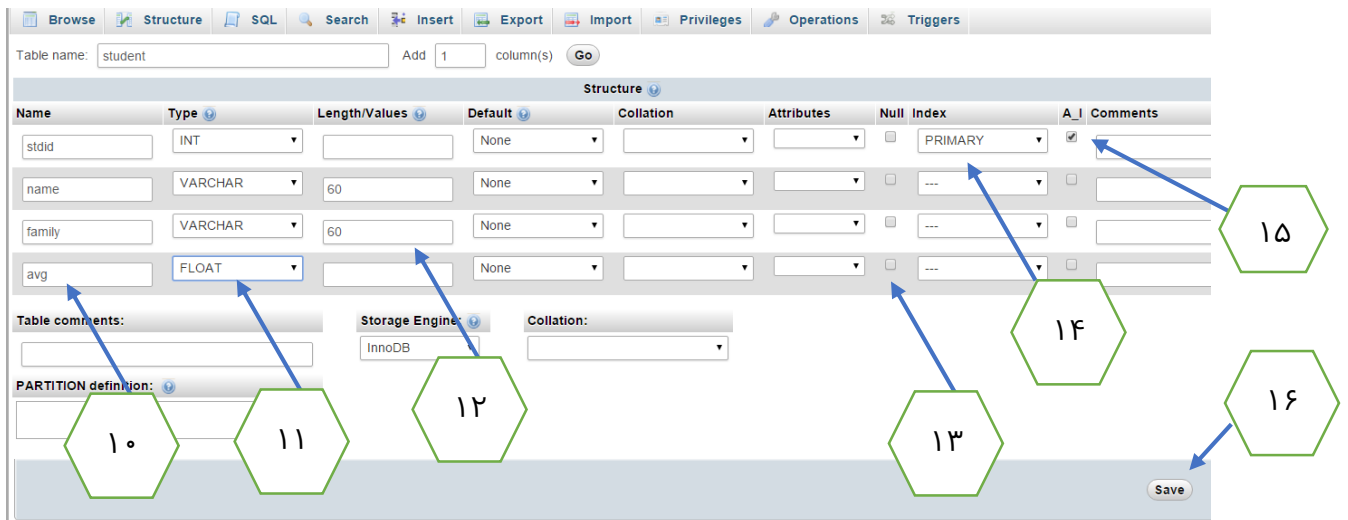 Browse Structure SQL Search Insert Export Import Privileges Operations Triggers
Table name: student Add 1 column(s) Go
Structure
Name Type Length/Values Default Collation Attributes Null Index A_I Comments
stdid INT None PRIMARY
name VARCHAR 60 None ---
family VARCHAR 60 None ---
avg FLOAT None ---
۱۵
Table comments: Storage Engine: Collation:
۱۴
InnoDB
PARTITION definition:
۱۰ ۱۱ ۱۲ ۱۳ ۱۶
Save